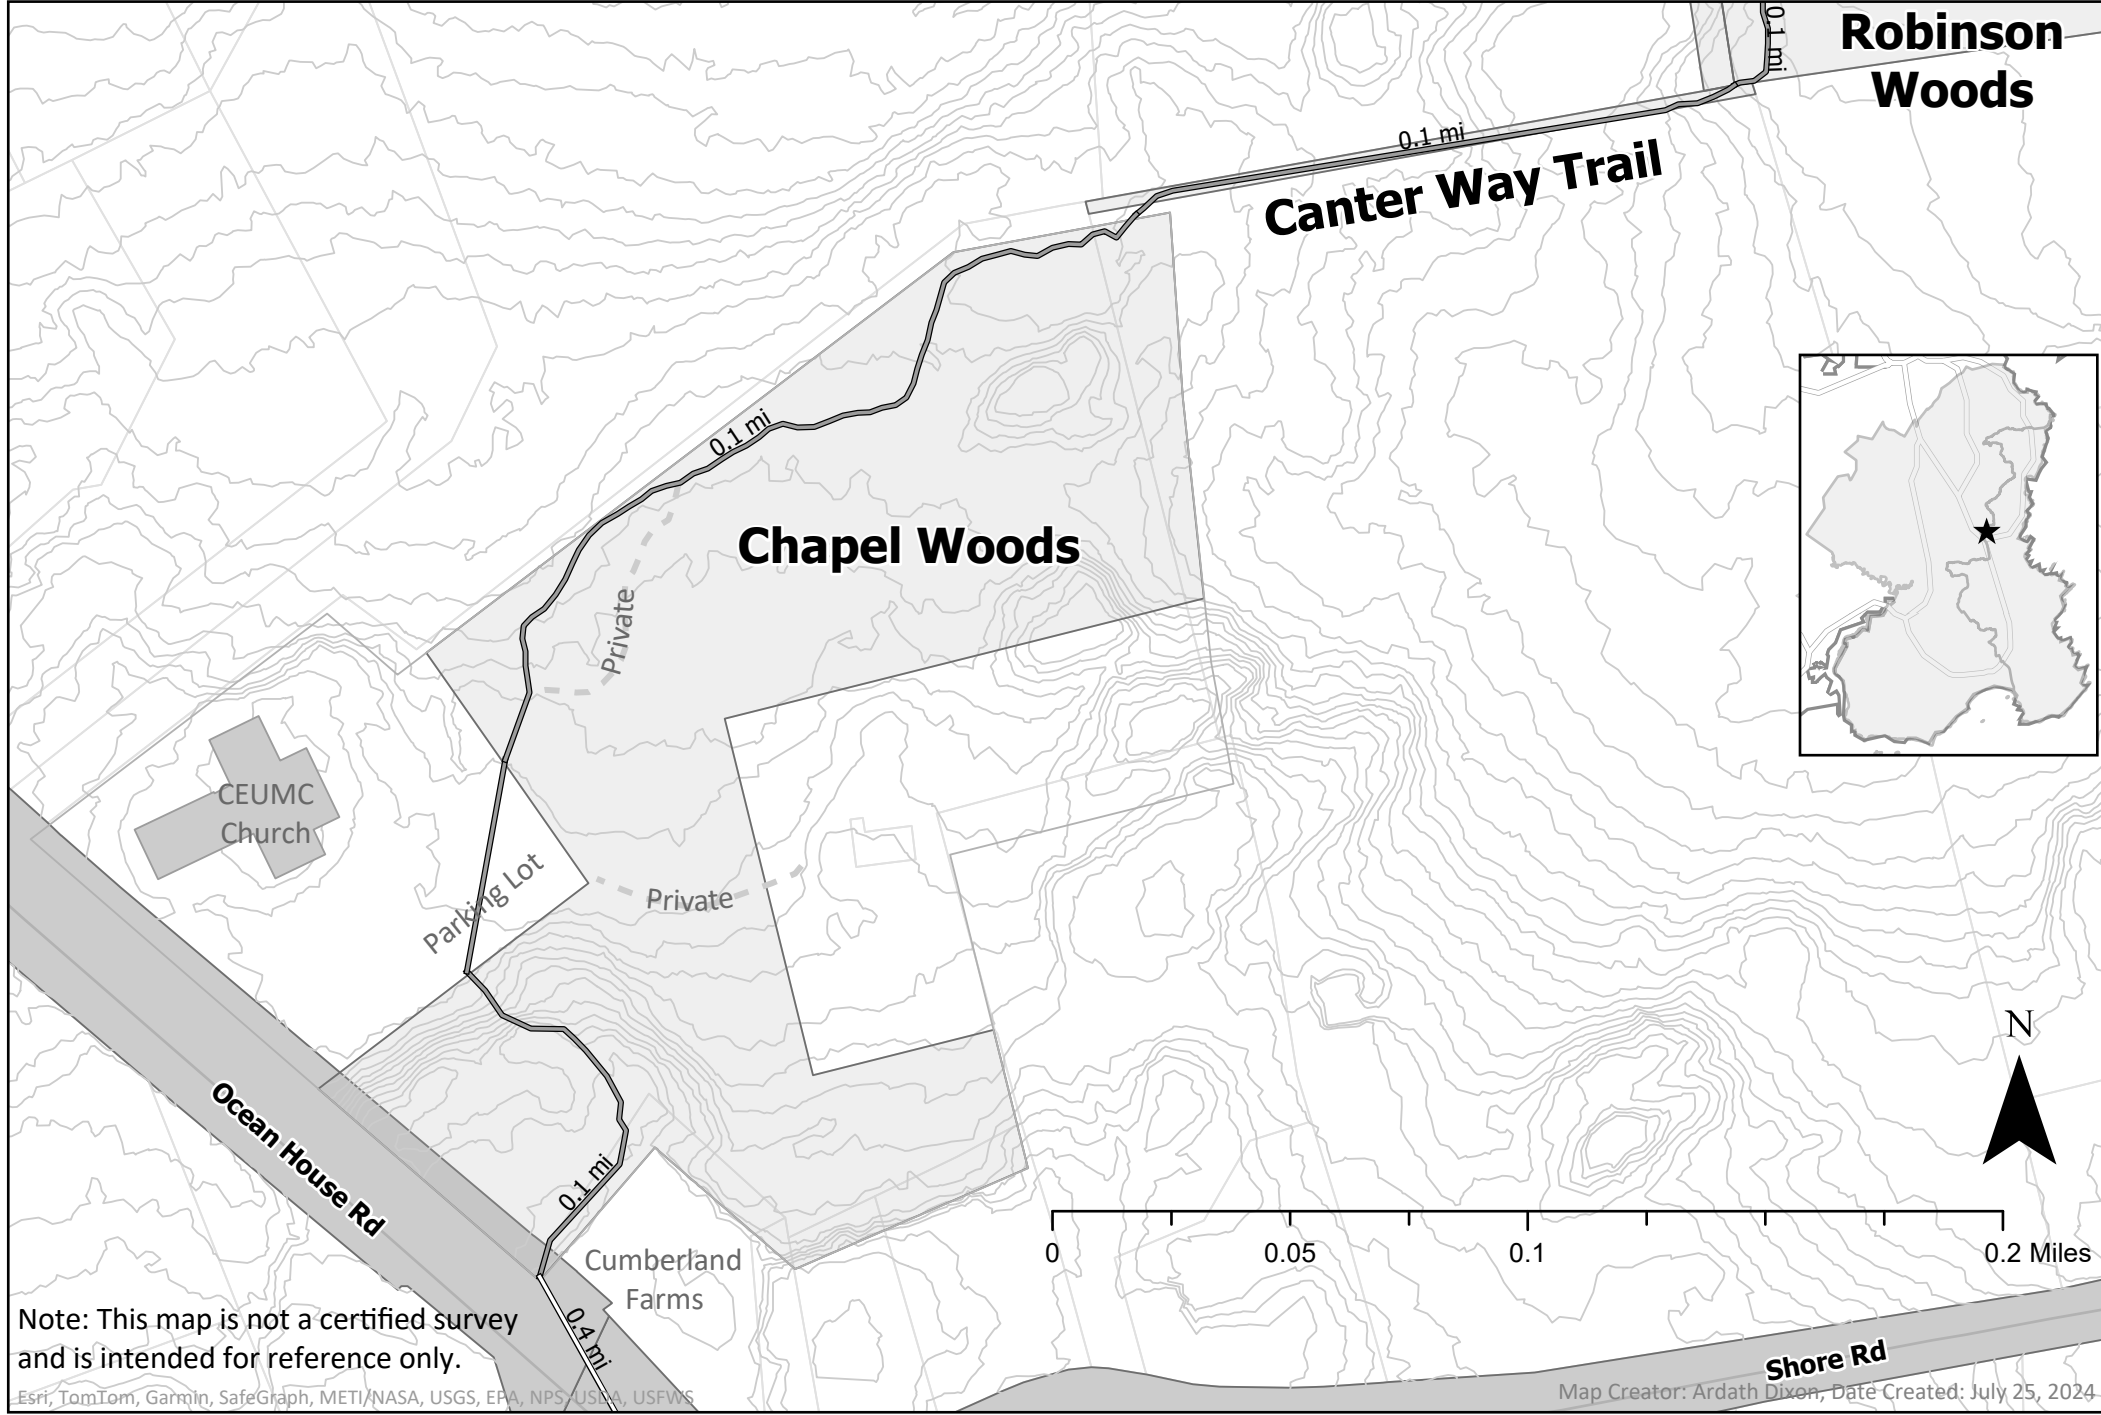 Robinson
Woods
0.1 mi
0.1 mi
Canter Way Trail
0.1 mi
Chapel Woods
Private
CEUMC
Church
Parking Lot
Private
N
Ocean House Rd
0.1 mi
Cumberland
Farms
0 0.05 0.1 0.2 Miles
0.4 mi
Note: This map is not a certified survey
and is intended for reference only.
Shore Rd
Esri, TomTom, Garmin, SafeGraph, METI/NASA, USGS, EPA, NPS, USDA, USFWS
Map Creator: Ardath Dixon, Date Created: July 25, 2024